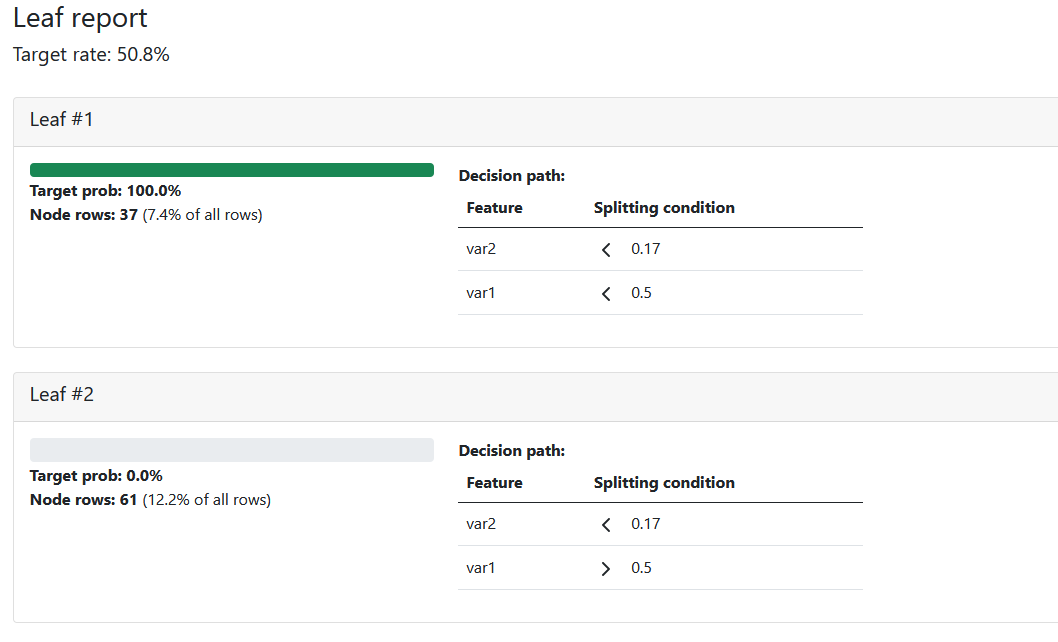 Leaf report
Target rate: 50.8%
Leaf #1
Target prob: 100.0%
Node rows: 37 (7.4% of all rows)
Decision path:
Feature Splitting condition
var2 < 0.17
var1 < 0.5
Leaf #2
Target prob: 0.0%
Node rows: 61 (12.2% of all rows)
Decision path:
Feature Splitting condition
var2 < 0.17
var1 > 0.5